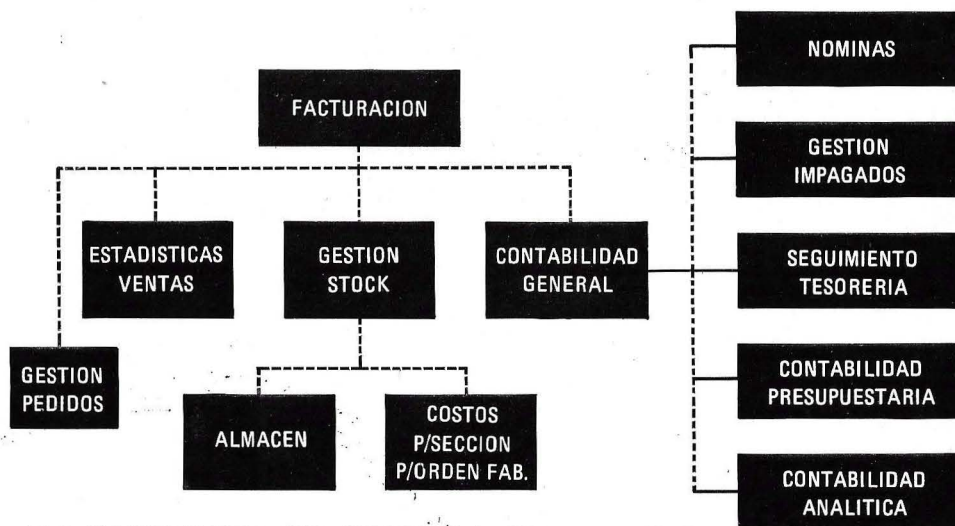 FACTURACION
ESTADISTICAS
VENTAS
GESTION
STOCK
CONTABILIDAD
GENERAL
GESTION
PEDIDOS
ALMACEN
COSTOS
P/SECCION
P/ORDEN FAB.
NOMINAS
GESTION
IMPAGADOS
SEGUIMIENTO
TESORERIA
CONTABILIDAD
PRESUPUESTARIA
CONTABILIDAD
ANALITICA